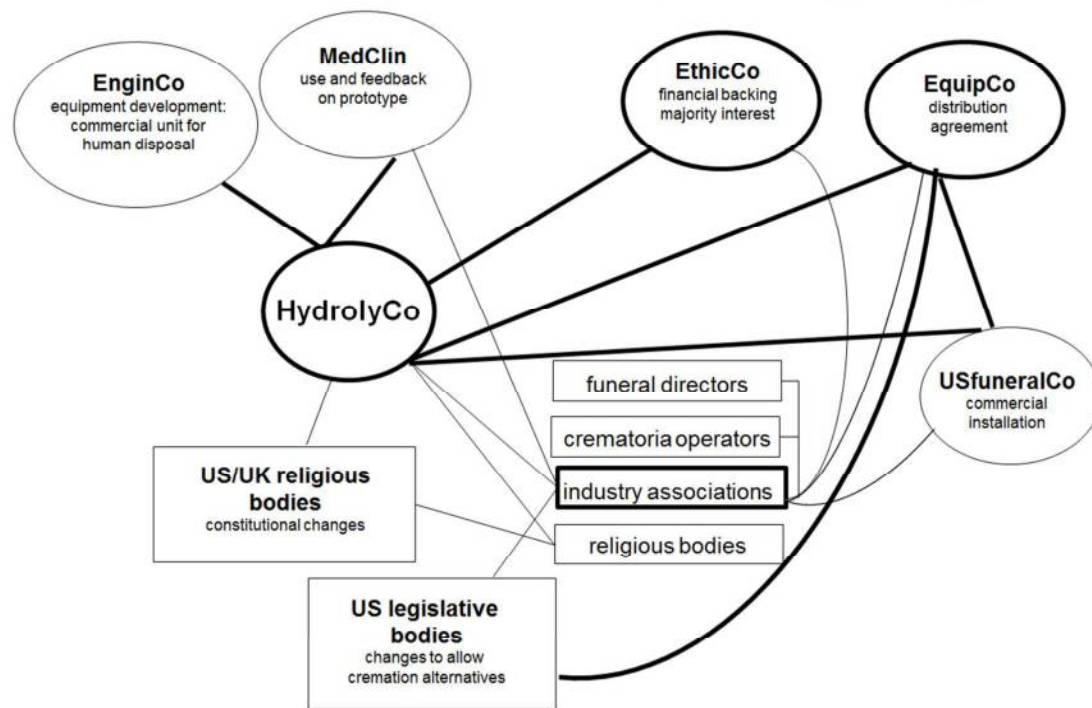 EnginCo
equipment development:
commercial unit for
human disposal
MedClin
use and feedback
on prototype
EthicCo
financial backing
majority interest
EquipCo
distribution
agreement
HydrolyCo
USfuneralCo
commercial
installation
funeral directors
crematoria operators
industry associations
religious bodies
US/UK religious
bodies
constitutional changes
US legislative
bodies
changes to allow
cremation alternatives